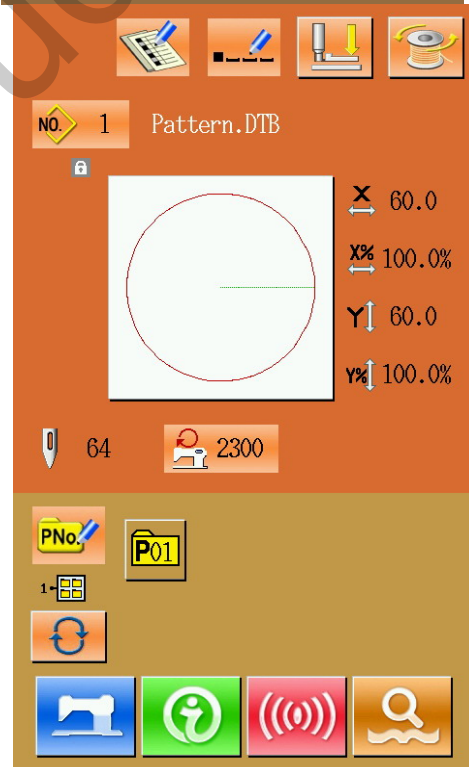 NO. 1 Pattern.DTB
X 60.0
X% 100.0%
Y 60.0
Y% 100.0%
64 2300
PNo. P01
1